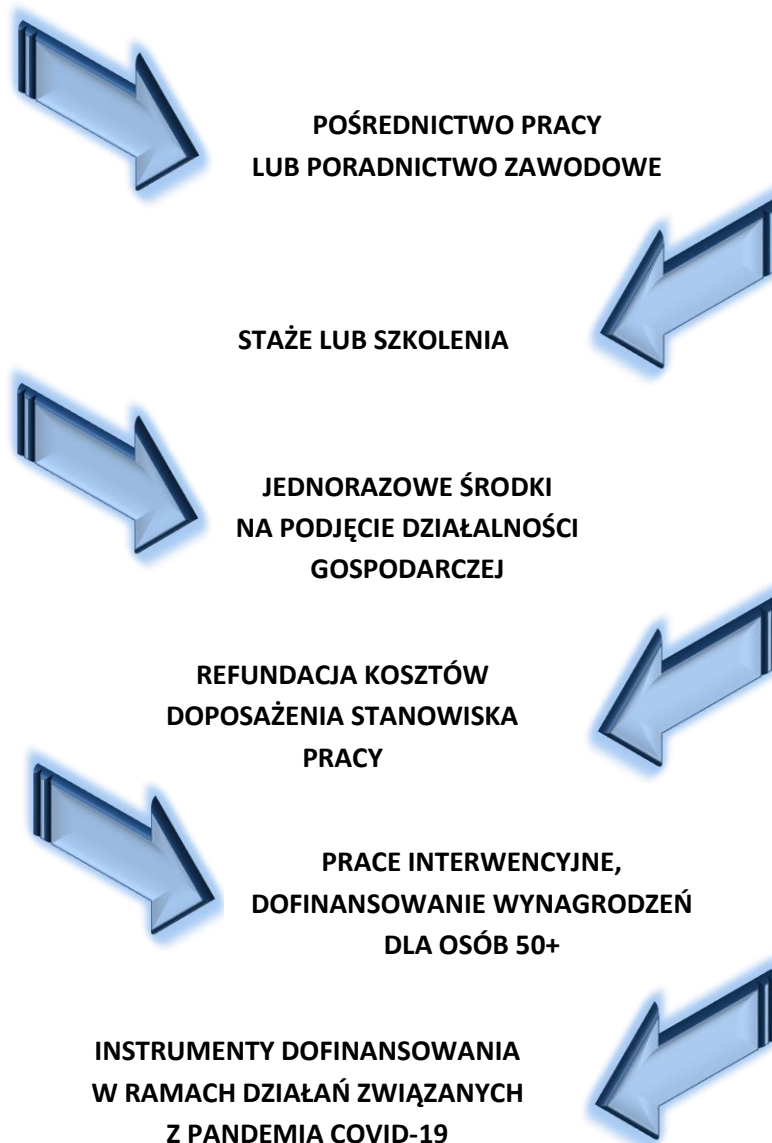 POŚREDNICTWO PRACY
LUB PORADNICTWO ZAWODOWE
STAŻE LUB SZKOLENIA
JEDNORAZOWE ŚRODKI
NA PODJĘCIE DZIAŁALNOŚCI
GOSPODARCZEJ
REFUNDACJA KOSZTÓW
DOPOSAŻENIA STANOWISKA
PRACY
PRACE INTERWENCYJNE,
DOFINANSOWANIE WYNAGRODZEŃ
DLA OSÓB 50+
INSTRUMENTY DOFINANSOWANIA
W RAMACH DZIAŁAŃ ZWIĄZANYCH
Z PANDEMIA COVID-19